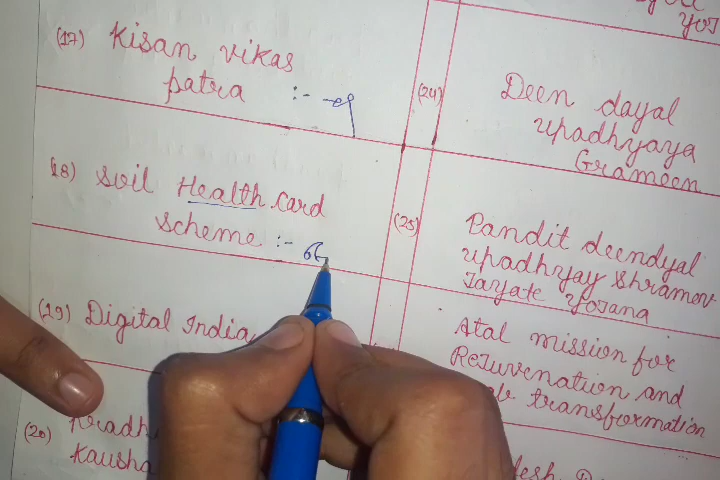 (17) Kisan vikas
patra :-
(18) Soil Health Card
Scheme :-
(19) Digital India
(20)
Kausha
(24) Deen dayal
upadhyaya
Grameen
(25) Pandit deendyal
upadhyay Shramev
Jayate Yojana
Atal mission for
Rejuvenation and
transformation